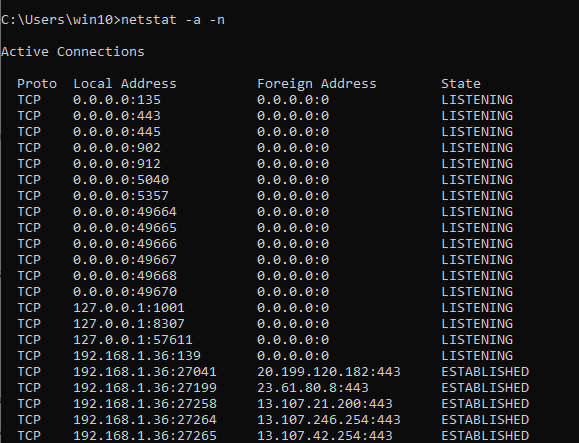 C:\Users\win10>netstat -a -n
Active Connections
Proto Local Address Foreign Address State
TCP 0.0.0.0:135 0.0.0.0:0 LISTENING
TCP 0.0.0.0:443 0.0.0.0:0 LISTENING
TCP 0.0.0.0:445 0.0.0.0:0 LISTENING
TCP 0.0.0.0:902 0.0.0.0:0 LISTENING
TCP 0.0.0.0:912 0.0.0.0:0 LISTENING
TCP 0.0.0.0:5040 0.0.0.0:0 LISTENING
TCP 0.0.0.0:5357 0.0.0.0:0 LISTENING
TCP 0.0.0.0:49664 0.0.0.0:0 LISTENING
TCP 0.0.0.0:49665 0.0.0.0:0 LISTENING
TCP 0.0.0.0:49666 0.0.0.0:0 LISTENING
TCP 0.0.0.0:49667 0.0.0.0:0 LISTENING
TCP 0.0.0.0:49668 0.0.0.0:0 LISTENING
TCP 0.0.0.0:49670 0.0.0.0:0 LISTENING
TCP 127.0.0.1:1001 0.0.0.0:0 LISTENING
TCP 127.0.0.1:8307 0.0.0.0:0 LISTENING
TCP 127.0.0.1:57611 0.0.0.0:0 LISTENING
TCP 192.168.1.36:139 0.0.0.0:0 LISTENING
TCP 192.168.1.36:27041 20.199.120.182:443 ESTABLISHED
TCP 192.168.1.36:27199 23.61.80.8:443 ESTABLISHED
TCP 192.168.1.36:27258 13.107.21.200:443 ESTABLISHED
TCP 192.168.1.36:27264 13.107.246.254:443 ESTABLISHED
TCP 192.168.1.36:27265 13.107.42.254:443 ESTABLISHED